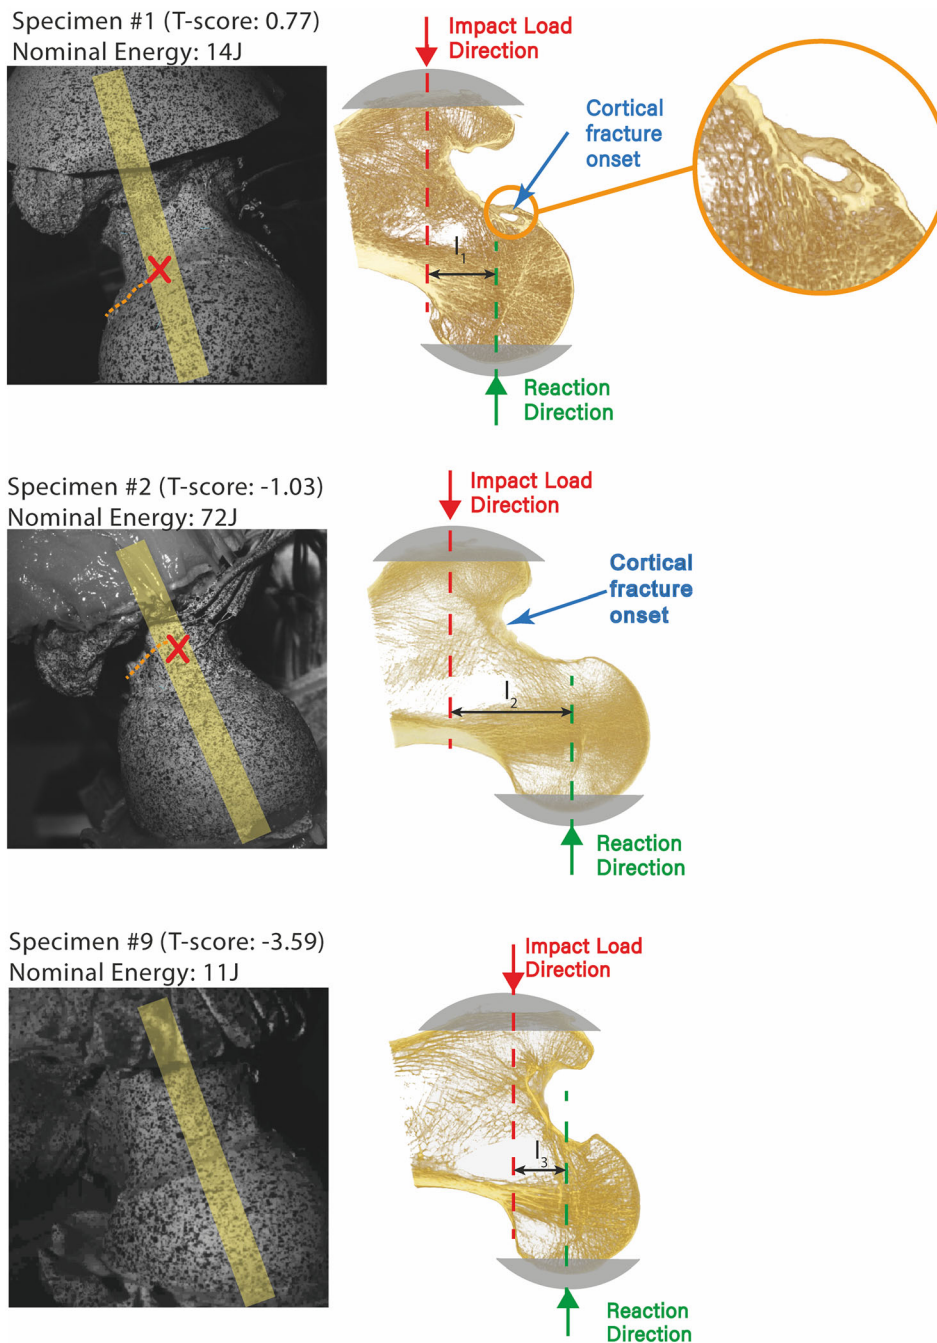 Specimen #1 (T-score: 0.77)
Nominal Energy: 14J
Impact Load
Direction
Cortical
fracture
onset
l1
Reaction
Direction
Specimen #2 (T-score: -1.03)
Nominal Energy: 72J
Impact Load
Direction
Cortical
fracture
onset
l2
Reaction
Direction
Specimen #9 (T-score: -3.59)
Nominal Energy: 11J
Impact Load
Direction
l3
Reaction
Direction